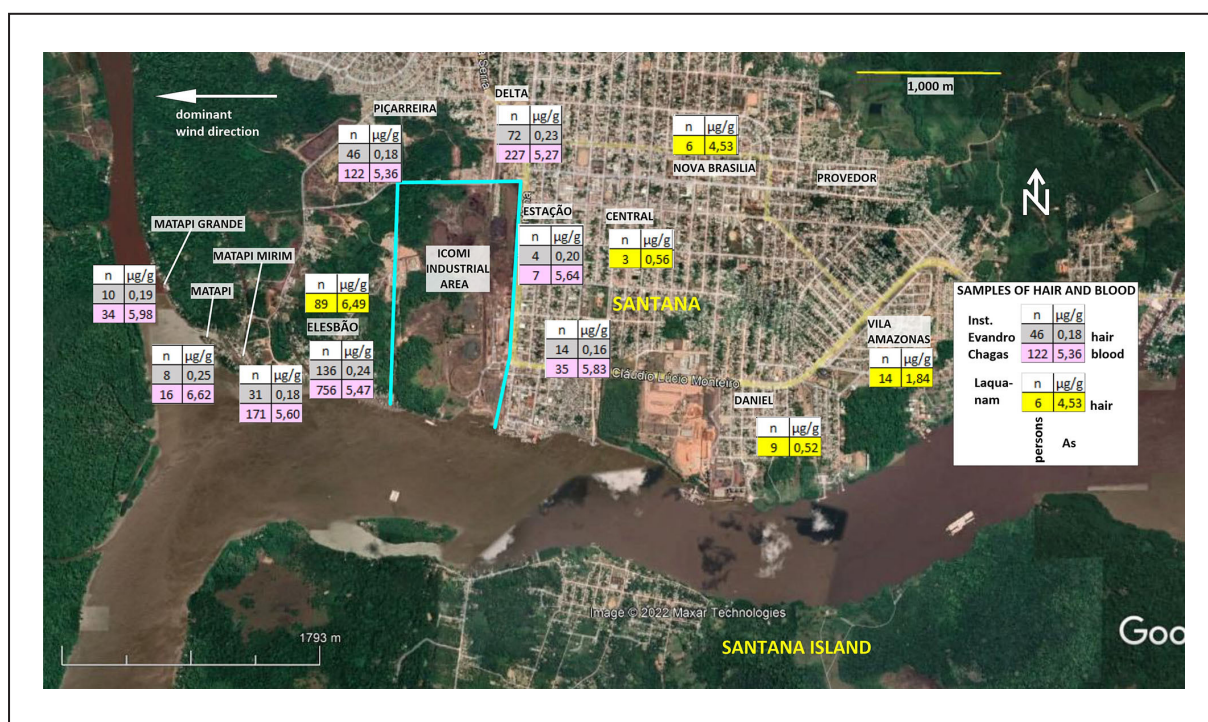 dominant
wind direction
PIÇARREIRA
n µg/g
46 0,18
122 5,36
DELTA
n µg/g
72 0,23
227 5,27
n µg/g
6 4,53
NOVA BRASILIA
PROVEDOR
1,000 m
N
MATAPI GRANDE
n µg/g
10 0,19
34 5,98
MATAPI MIRIM
MATAPI
n µg/g
8 0,25
16 6,62
n µg/g
31 0,18
171 5,60
n µg/g
89 6,49
ELESBÃO
n µg/g
136 0,24
756 5,47
ICOMI
INDUSTRIAL
AREA
ESTAÇÃO
n µg/g
4 0,20
7 5,64
CENTRAL
n µg/g
3 0,56
SANTANA
n µg/g
14 0,16
35 5,83
Cláudio Lúcio Monteiro
DANIEL
n µg/g
9 0,52
VILA
AMAZONAS
n µg/g
14 1,84
SAMPLES OF HAIR AND BLOOD
Inst.
Evandro
Chagas
n µg/g
46 0,18 hair
122 5,36 blood
Laqua-
nam
n µg/g
6 4,53 hair
persons
As
Image © 2022 Maxar Technologies
1793 m
SANTANA ISLAND
Goo